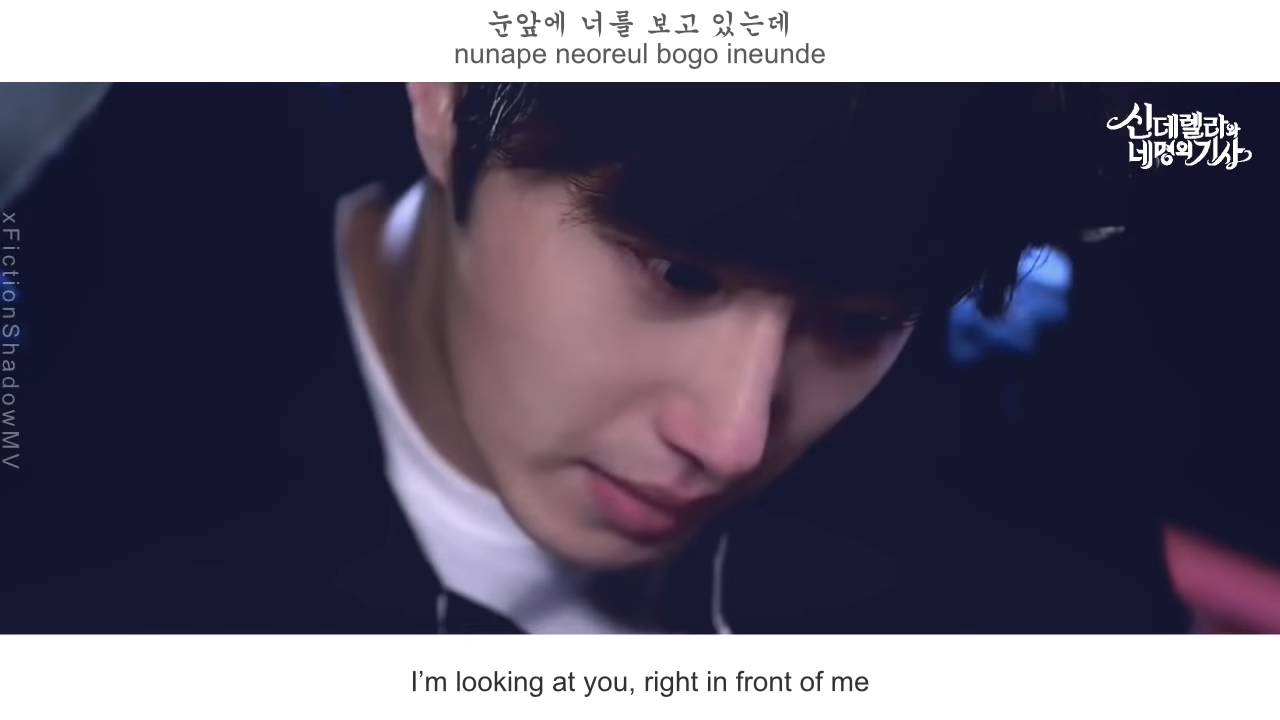 눈앞에 너를 보고 있는데
nunape neoreul bogo ineunde
신데렐라와
네명의기사
xFictionShadowMV
I'm looking at you, right in front of me